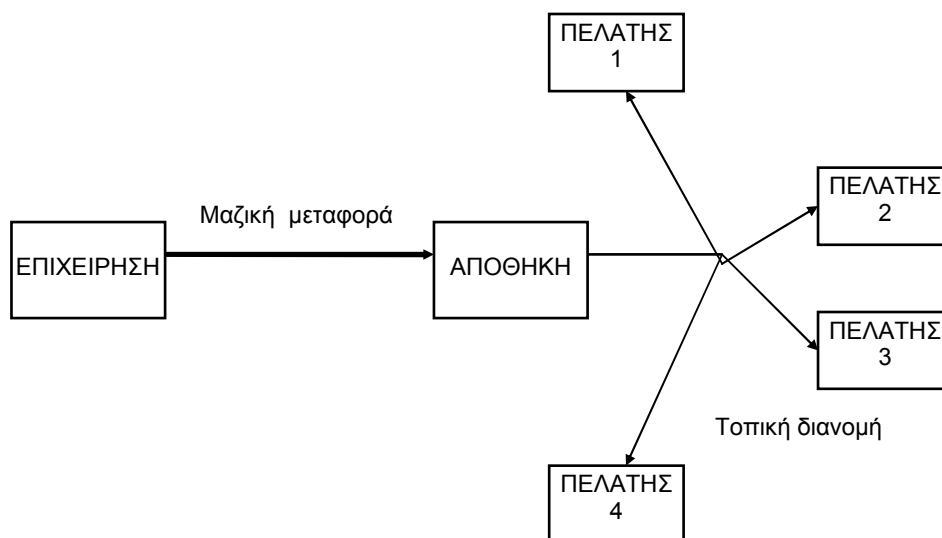 ΠΕΛΑΤΗΣ
1
ΠΕΛΑΤΗΣ
2
Μαζική μεταφορά
ΕΠΙΧΕΙΡΗΣΗ
ΑΠΟΘΗΚΗ
ΠΕΛΑΤΗΣ
3
Τοπική διανομή
ΠΕΛΑΤΗΣ
4